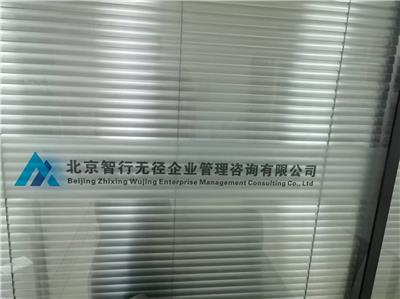 北京智行无径企业管理咨询有限公司
Beijing Zhixing Wujing Enterprise Management Consulting Co., Ltd